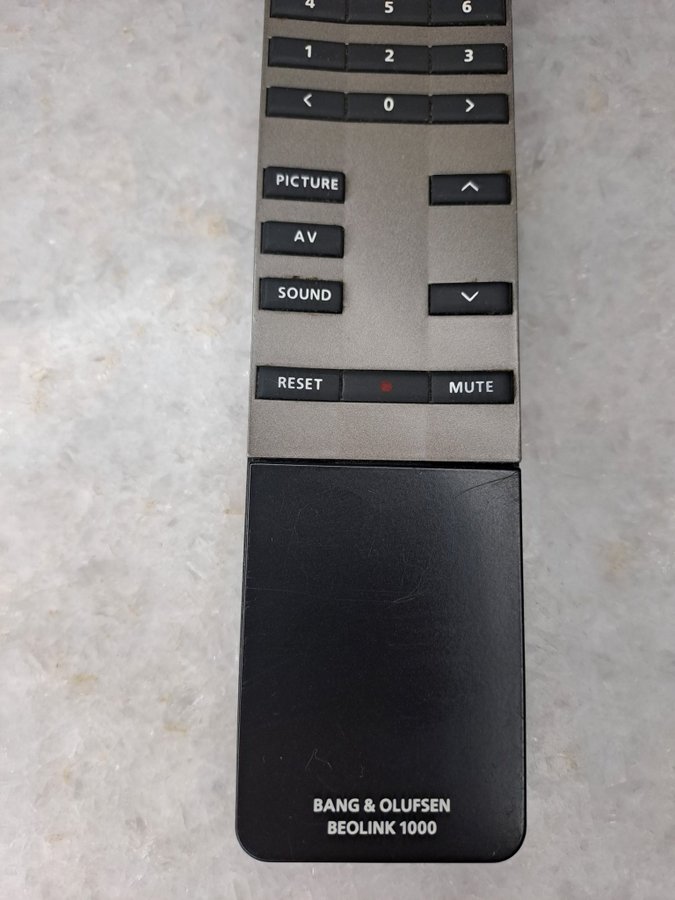 4 5 6
1 2 3
< 0 >
PICTURE
AV
SOUND
RESET MUTE
BANG & OLUFSEN
BEOLINK 1000